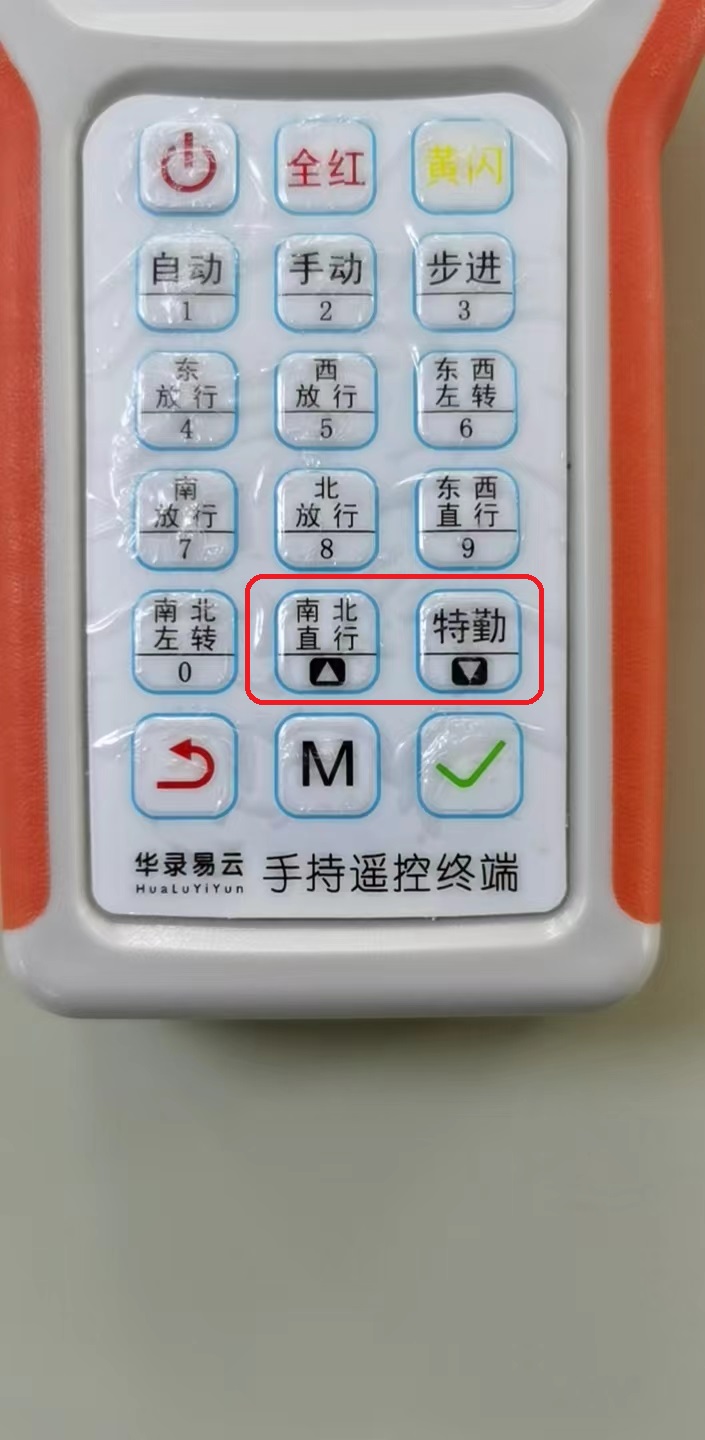 全红 黄闪
自动 手动 步进
1 2 3
东 西 东西
放行 放行 左转
4 5 6
南 北 东西
放行 放行 直行
7 8 9
南北 南北 特勤
左转 直行
0
M
华录易云 手持遥控终端
HuaLuYiYun